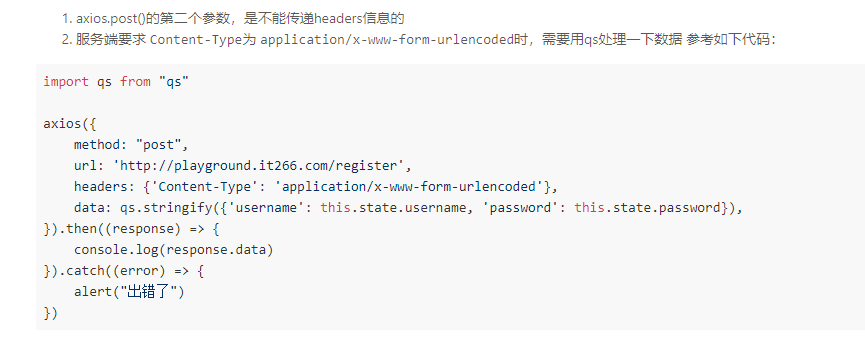 1. axios.post()的第二个参数，是不能传递headers信息的
2. 服务端要求 Content-Type为 application/x-www-form-urlencoded时，需要用qs处理一下数据 参考如下代码：
import qs from "qs"
axios({
    method: "post",
    url: 'http://playground.it266.com/register',
    headers: {'Content-Type': 'application/x-www-form-urlencoded'},
    data: qs.stringify({'username': this.state.username, 'password': this.state.password}),
}).then((response) => {
    console.log(response.data)
}).catch((error) => {
    alert("出错了")
})